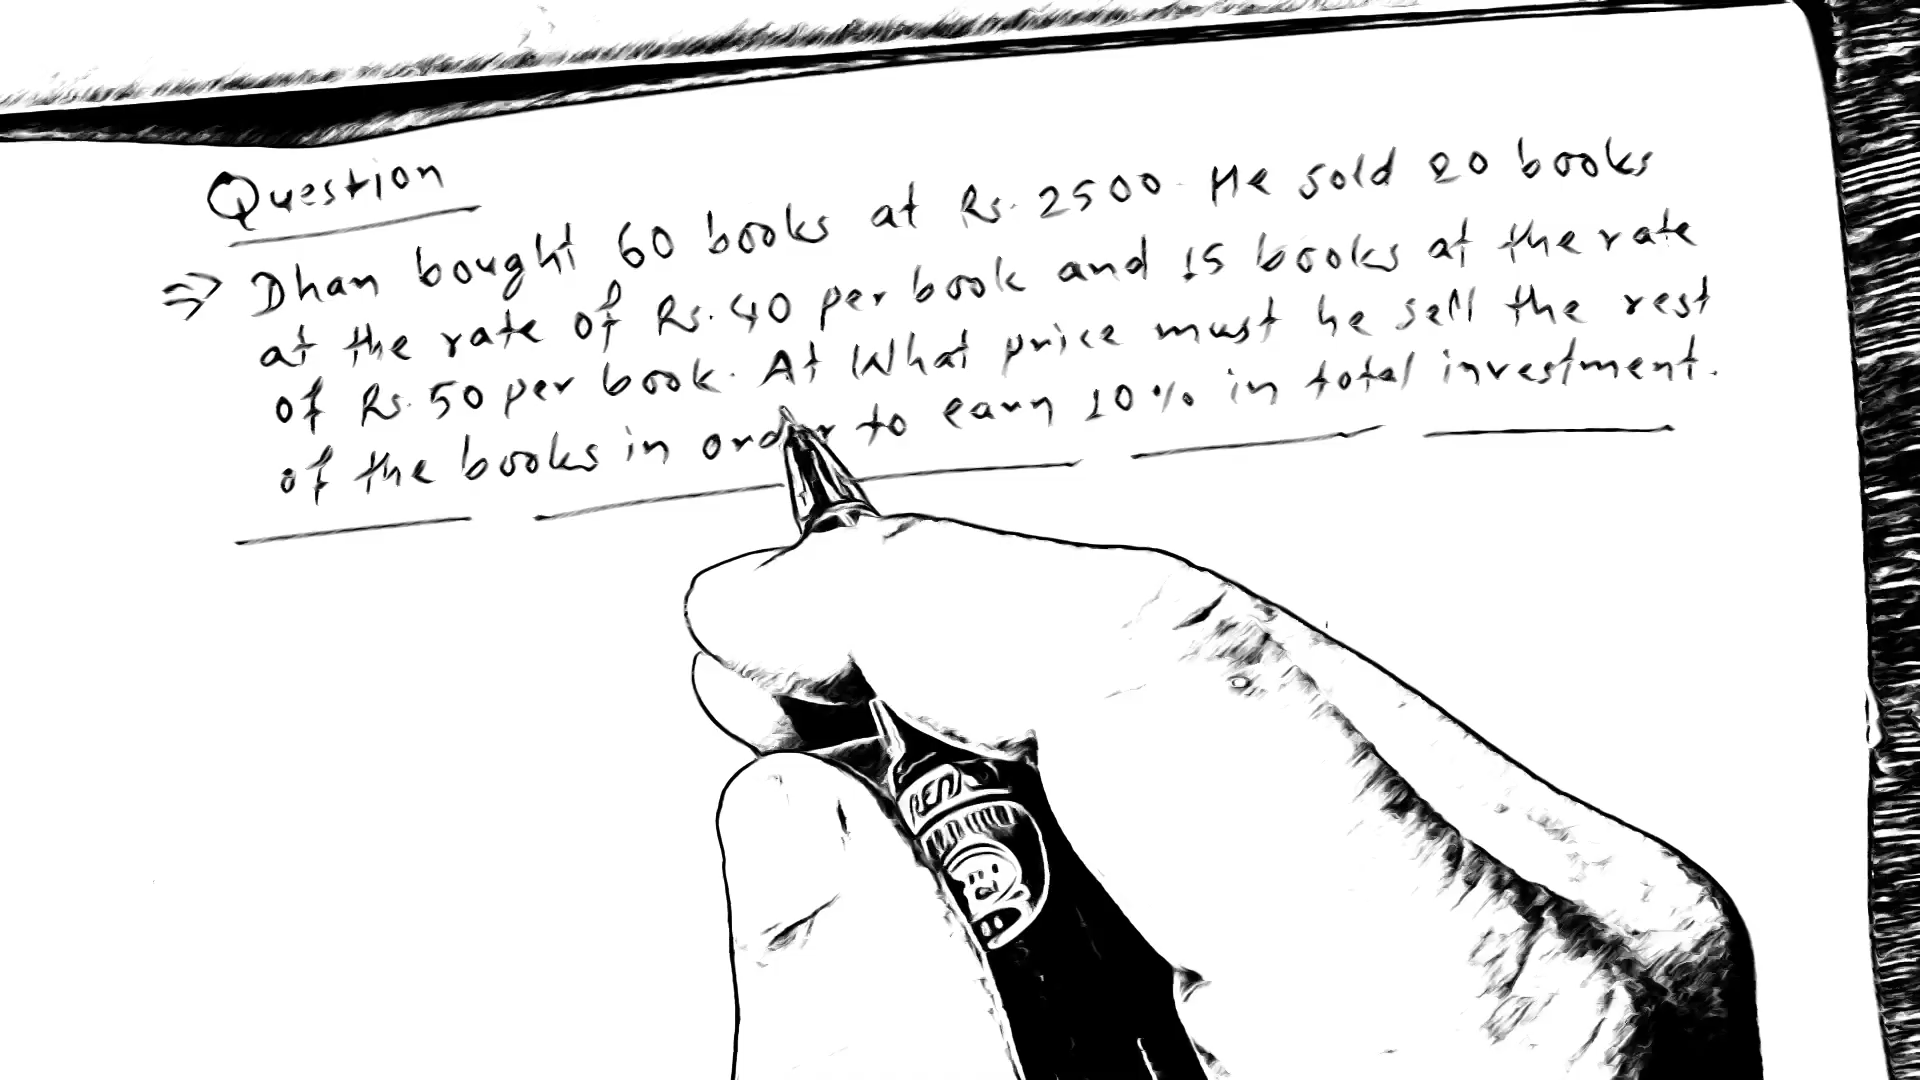 Question
⇒ Dhan bought 60 books at Rs. 2500. He sold 20 books
at the rate of Rs. 40 per book and 15 books at the rate
of Rs. 50 per book. At What price must he sell the rest
of the books in order to earn 10% in total investment.